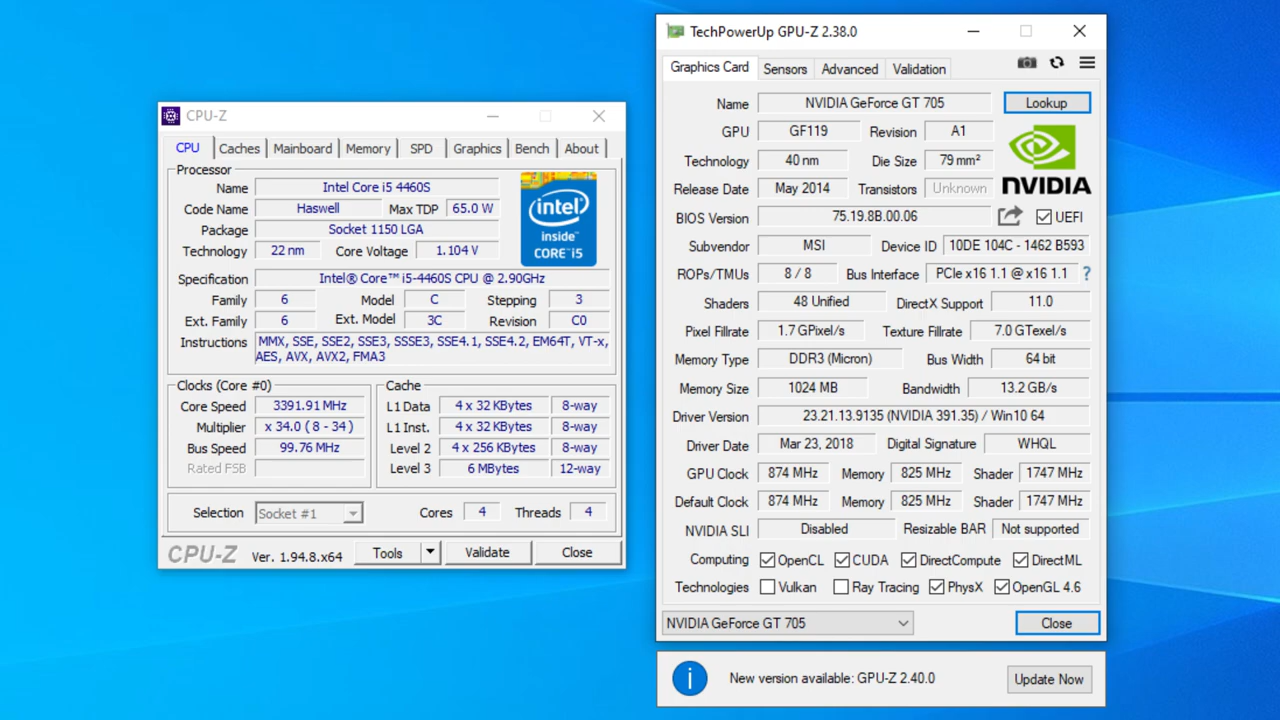 CPU-Z
CPU Caches Mainboard Memory SPD Graphics Bench About
Processor
Name Intel Core i5 4460S
Code Name Haswell Max TDP 65.0 W
Package Socket 1150 LGA
Technology 22 nm Core Voltage 1.104 V
intel inside™ CORE™ i5
Specification Intel® Core™ i5-4460S CPU @ 2.90GHz
Family 6 Model C Stepping 3
Ext. Family 6 Ext. Model 3C Revision C0
Instructions MMX, SSE, SSE2, SSE3, SSSE3, SSE4.1, SSE4.2, EM64T, VT-x,
AES, AVX, AVX2, FMA3
Clocks (Core #0)
Core Speed 3391.91 MHz
Multiplier x 34.0 ( 8 - 34 )
Bus Speed 99.76 MHz
Rated FSB
Cache
L1 Data 4 x 32 KBytes 8-way
L1 Inst. 4 x 32 KBytes 8-way
Level 2 4 x 256 KBytes 8-way
Level 3 6 MBytes 12-way
Selection Socket #1 Cores 4 Threads 4
CPU-Z Ver. 1.94.8.x64 Tools Validate Close
TechPowerUp GPU-Z 2.38.0
Graphics Card Sensors Advanced Validation
Name NVIDIA GeForce GT 705 Lookup
GPU GF119 Revision A1
Technology 40 nm Die Size 79 mm²
Release Date May 2014 Transistors Unknown
NVIDIA
BIOS Version 75.19.8B.00.06 UEFI
Subvendor MSI Device ID 10DE 104C - 1462 B593
ROPs/TMUs 8 / 8 Bus Interface PCIe x16 1.1 @ x16 1.1 ?
Shaders 48 Unified DirectX Support 11.0
Pixel Fillrate 1.7 GPixel/s Texture Fillrate 7.0 GTexel/s
Memory Type DDR3 (Micron) Bus Width 64 bit
Memory Size 1024 MB Bandwidth 13.2 GB/s
Driver Version 23.21.13.9135 (NVIDIA 391.35) / Win10 64
Driver Date Mar 23, 2018 Digital Signature WHQL
GPU Clock 874 MHz Memory 825 MHz Shader 1747 MHz
Default Clock 874 MHz Memory 825 MHz Shader 1747 MHz
NVIDIA SLI Disabled Resizable BAR Not supported
Computing OpenCL CUDA DirectCompute DirectML
Technologies Vulkan Ray Tracing PhysX OpenGL 4.6
NVIDIA GeForce GT 705 Close
New version available: GPU-Z 2.40.0 Update Now